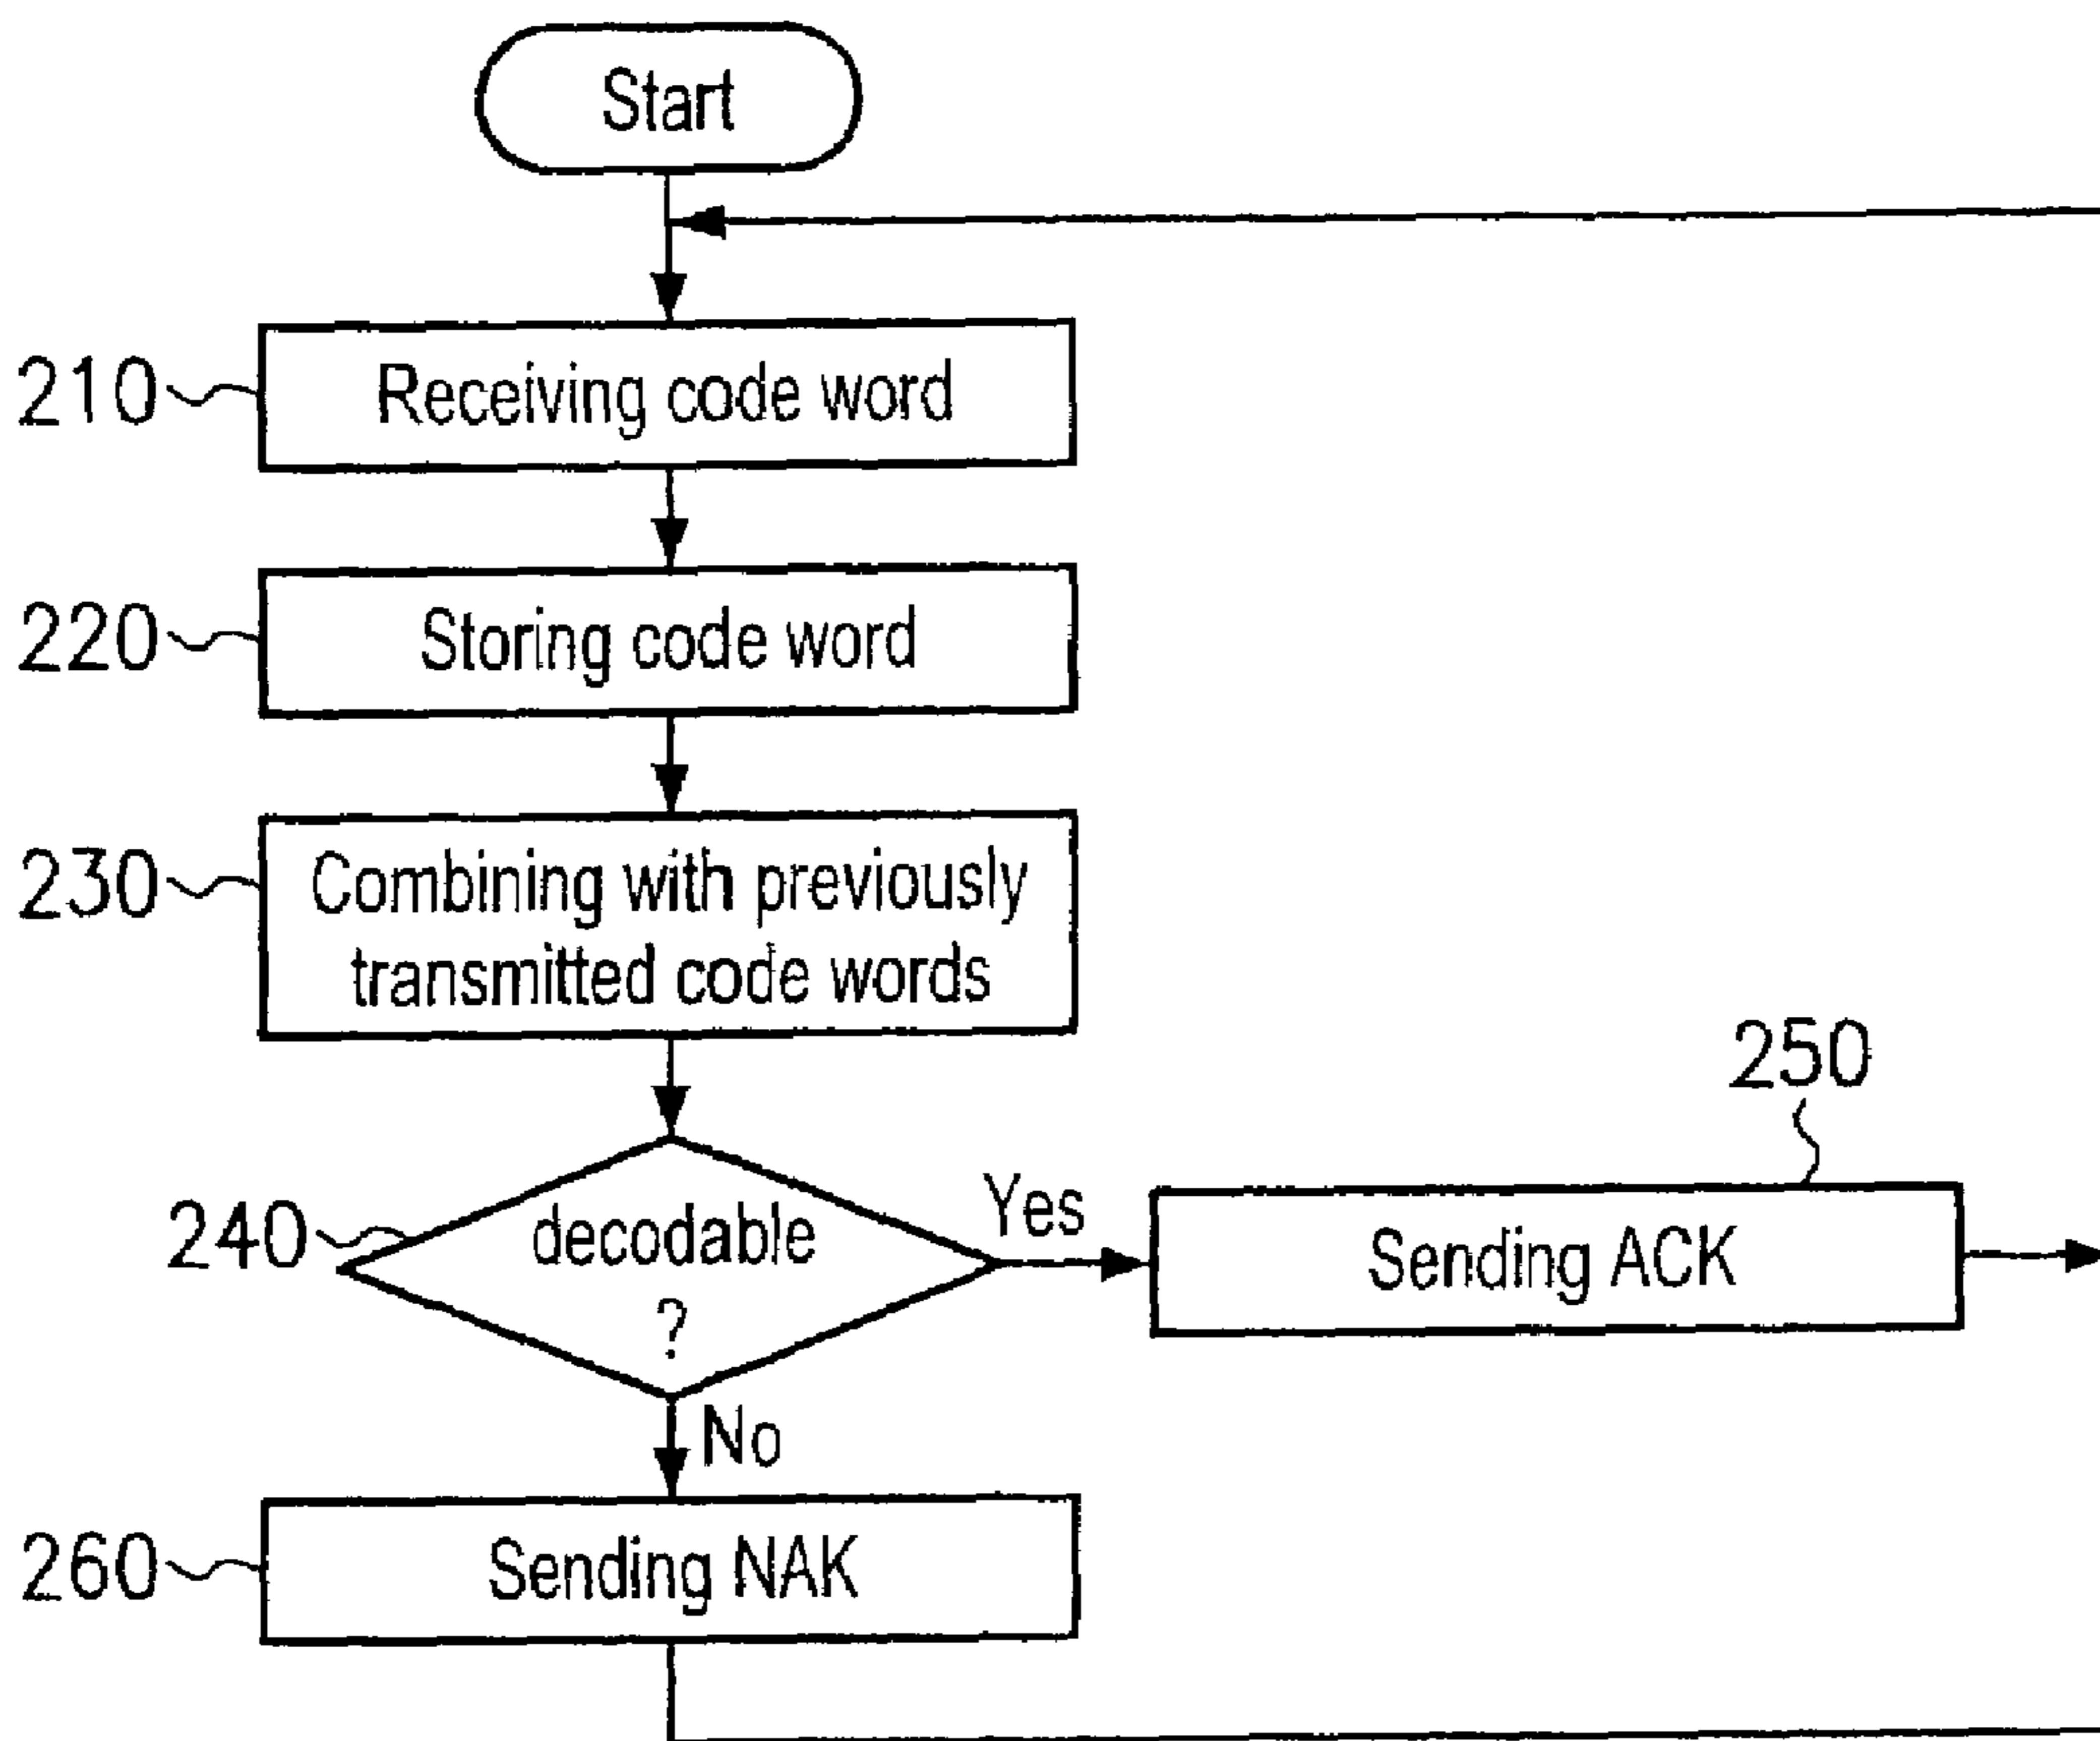 Start
210
Receiving code word
220
Storing code word
230
Combining with previously
transmitted code words
250
240
decodable
?
Yes
Sending ACK
No
260
Sending NAK